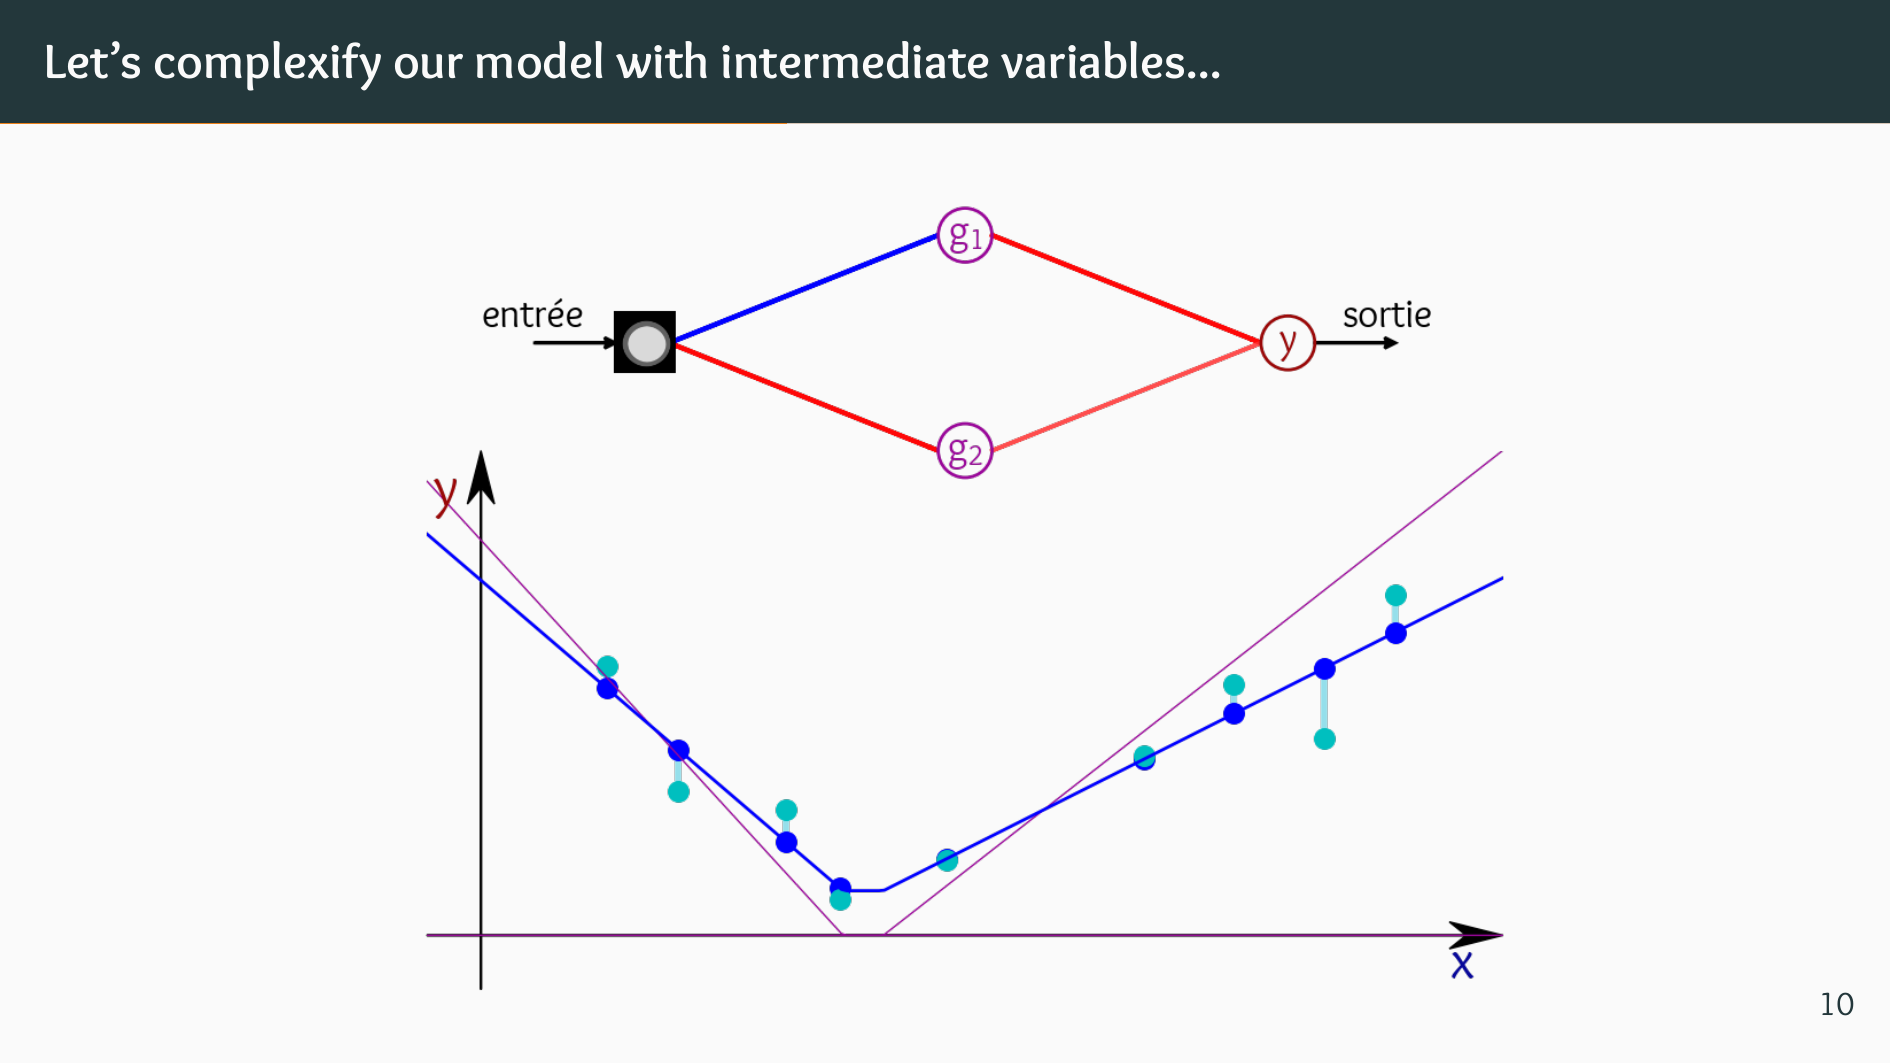 Let's complexify our model with intermediate variables...
g1
entrée
sortie
y
g2
y
x
10